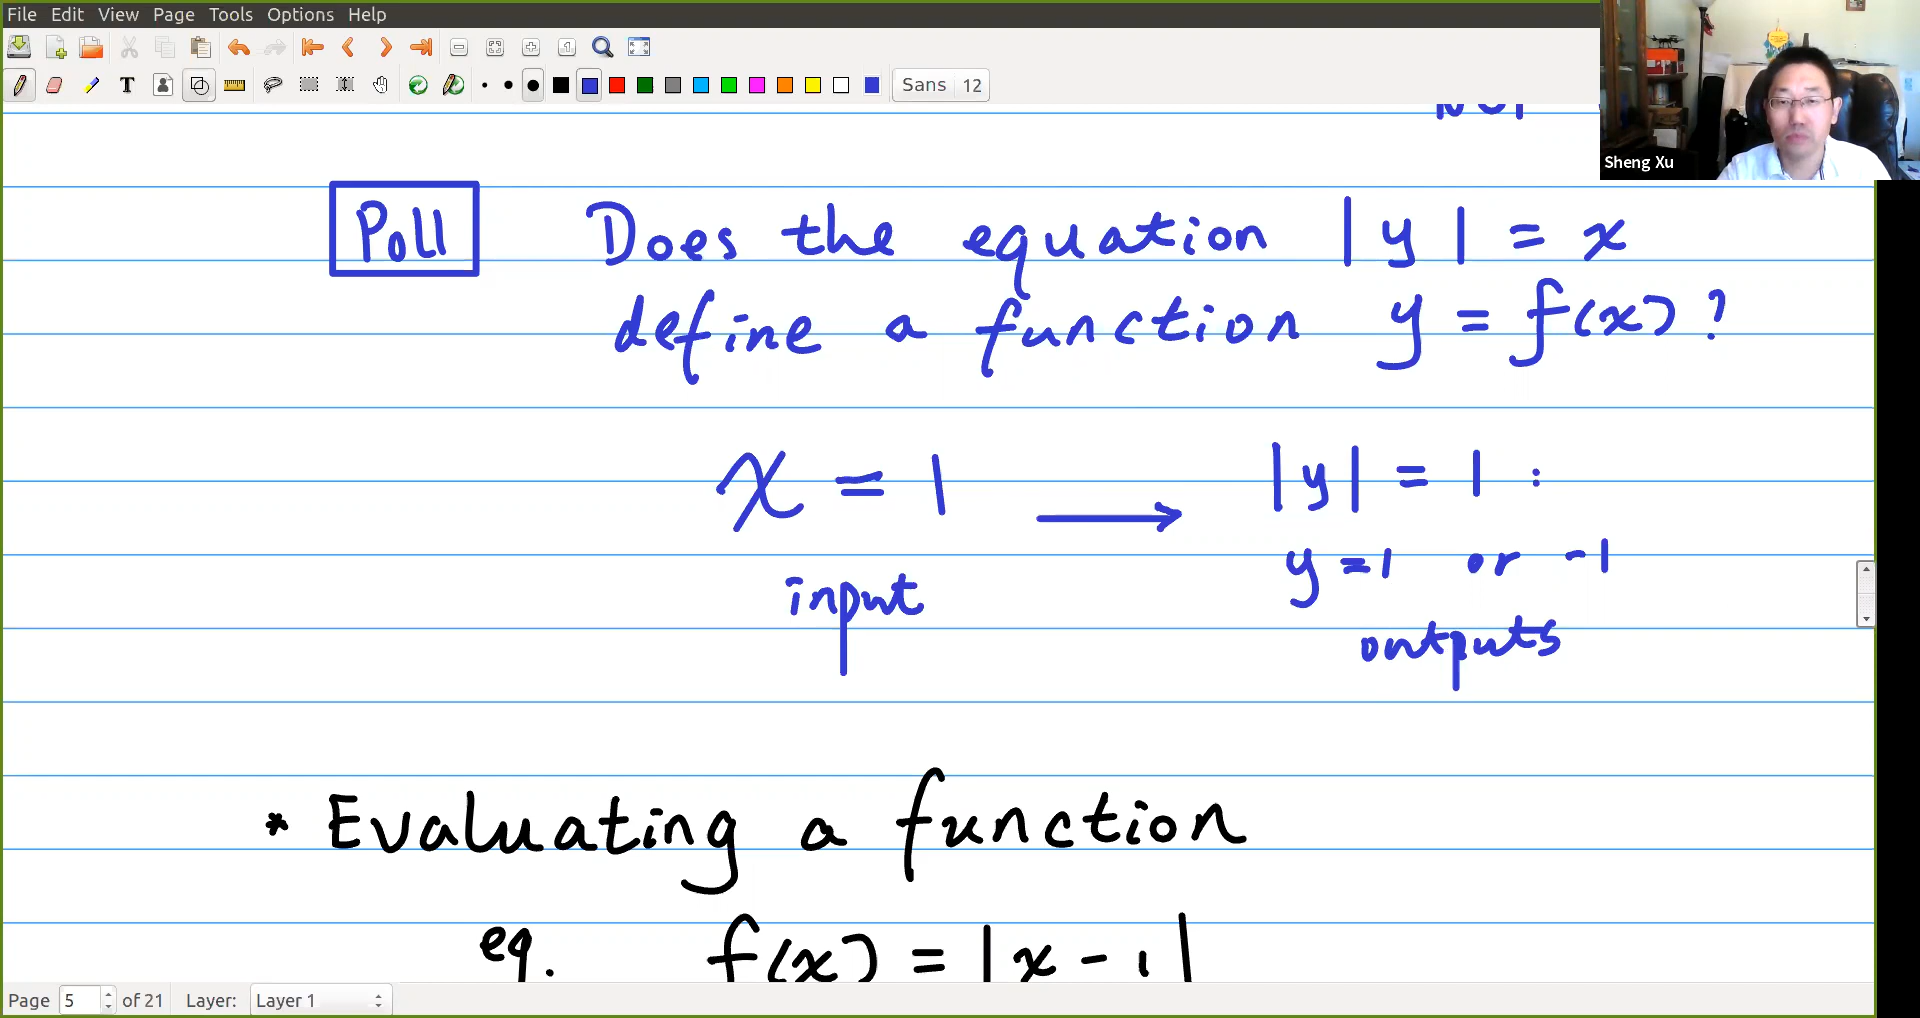 File Edit View Page Tools Options Help
Sans 12
Sheng Xu
Poll Does the equation |y| = x
define a function y = f(x)?
x = 1 → |y| = 1 :
y = 1 or -1
input
outputs
* Evaluating a function
eg. f(x) = |x - 1|
Page 5 of 21 Layer: Layer 1